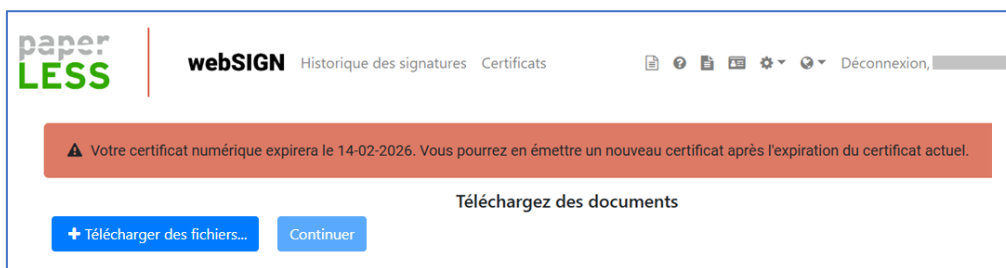 paper
LESS
webSIGN Historique des signatures Certificats Déconnexion,
Votre certificat numérique expirera le 14-02-2026. Vous pourrez en émettre un nouveau certificat après l'expiration du certificat actuel.
Téléchargez des documents
+ Télécharger des fichiers... Continuer